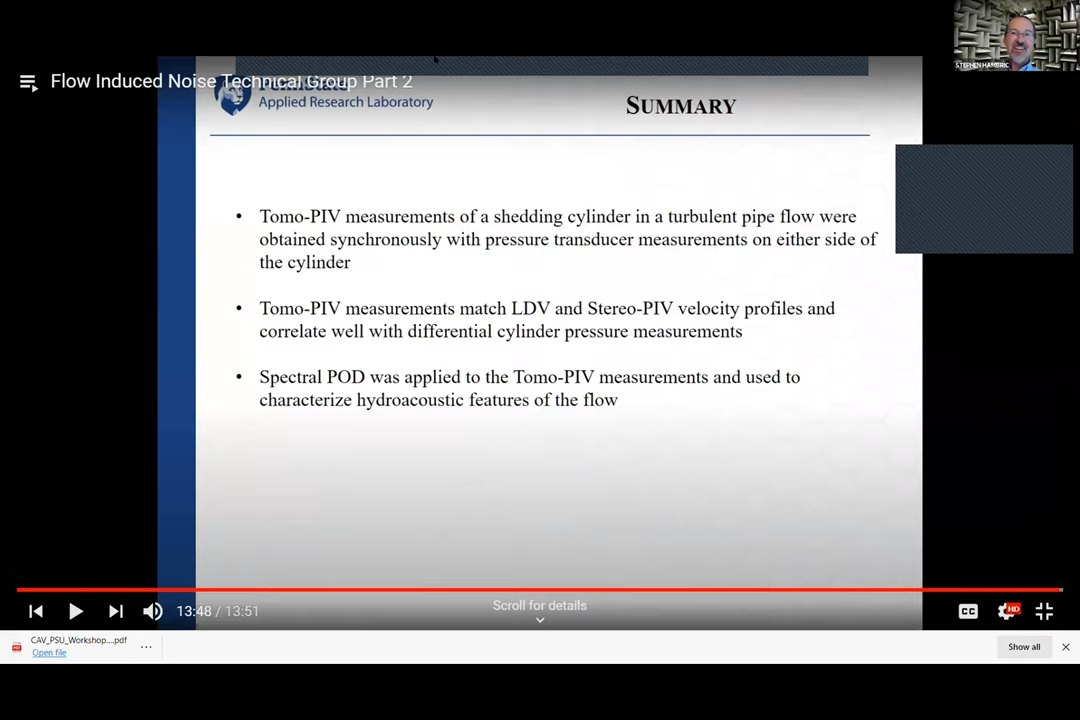 STEPHEN HAMBRIC
Flow Induced Noise Technical Group Part 2
Applied Research Laboratory
SUMMARY
• Tomo-PIV measurements of a shedding cylinder in a turbulent pipe flow were
obtained synchronously with pressure transducer measurements on either side of
the cylinder
• Tomo-PIV measurements match LDV and Stereo-PIV velocity profiles and
correlate well with differential cylinder pressure measurements
• Spectral POD was applied to the Tomo-PIV measurements and used to
characterize hydroacoustic features of the flow
Scroll for details
13:48 / 13:51
CC
HD
CAV_PSU_Workshop....pdf
Open file
Show all